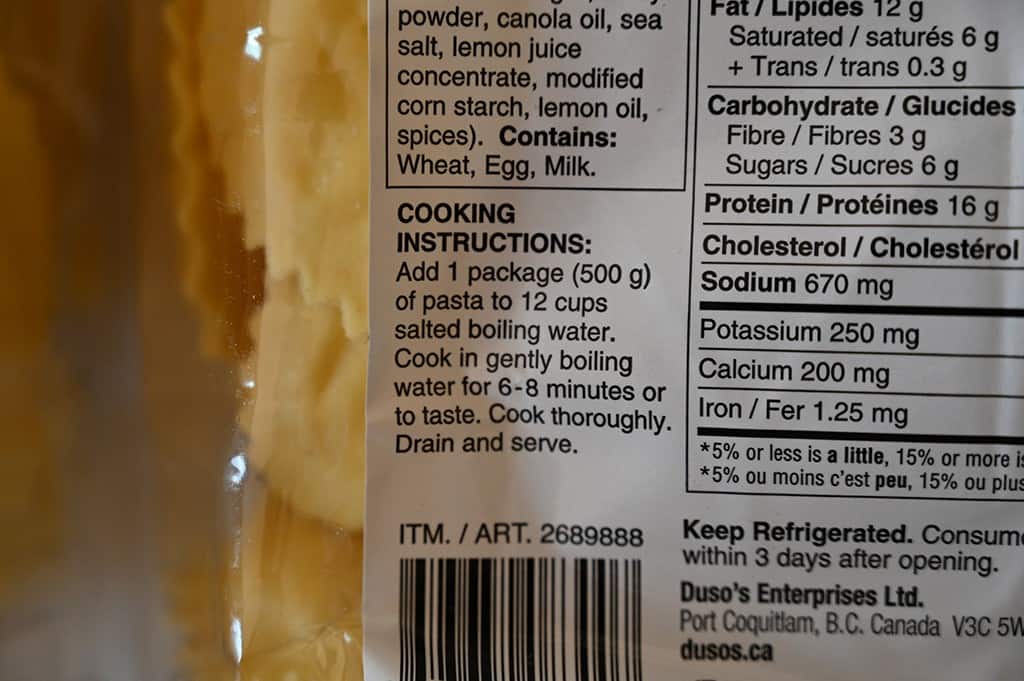 powder, canola oil, sea
salt, lemon juice
concentrate, modified
corn starch, lemon oil,
spices). Contains:
Wheat, Egg, Milk.
COOKING
INSTRUCTIONS:
Add 1 package (500 g)
of pasta to 12 cups
salted boiling water.
Cook in gently boiling
water for 6-8 minutes or
to taste. Cook thoroughly.
Drain and serve.
ITM. / ART. 2689888
Fat / Lipides 12 g
Saturated / saturés 6 g
+ Trans / trans 0.3 g
Carbohydrate / Glucides
Fibre / Fibres 3 g
Sugars / Sucres 6 g
Protein / Protéines 16 g
Cholesterol / Cholestérol
Sodium 670 mg
Potassium 250 mg
Calcium 200 mg
Iron / Fer 1.25 mg
*5% or less is a little, 15% or more
*5% ou moins c'est peu, 15% ou plus
Keep Refrigerated.
within 3 days after opening.
Duso's Enterprises Ltd.
Port Coquitlam, B.C. Canada V3C
dusos.ca